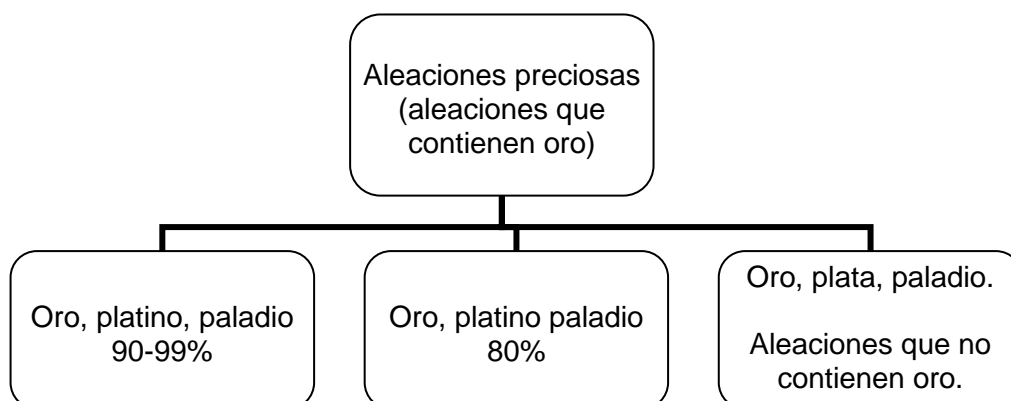 Aleaciones preciosas
(aleaciones que
contienen oro)
Oro, platino, paladio
90-99%
Oro, platino paladio
80%
Oro, plata, paladio.
Aleaciones que no
contienen oro.